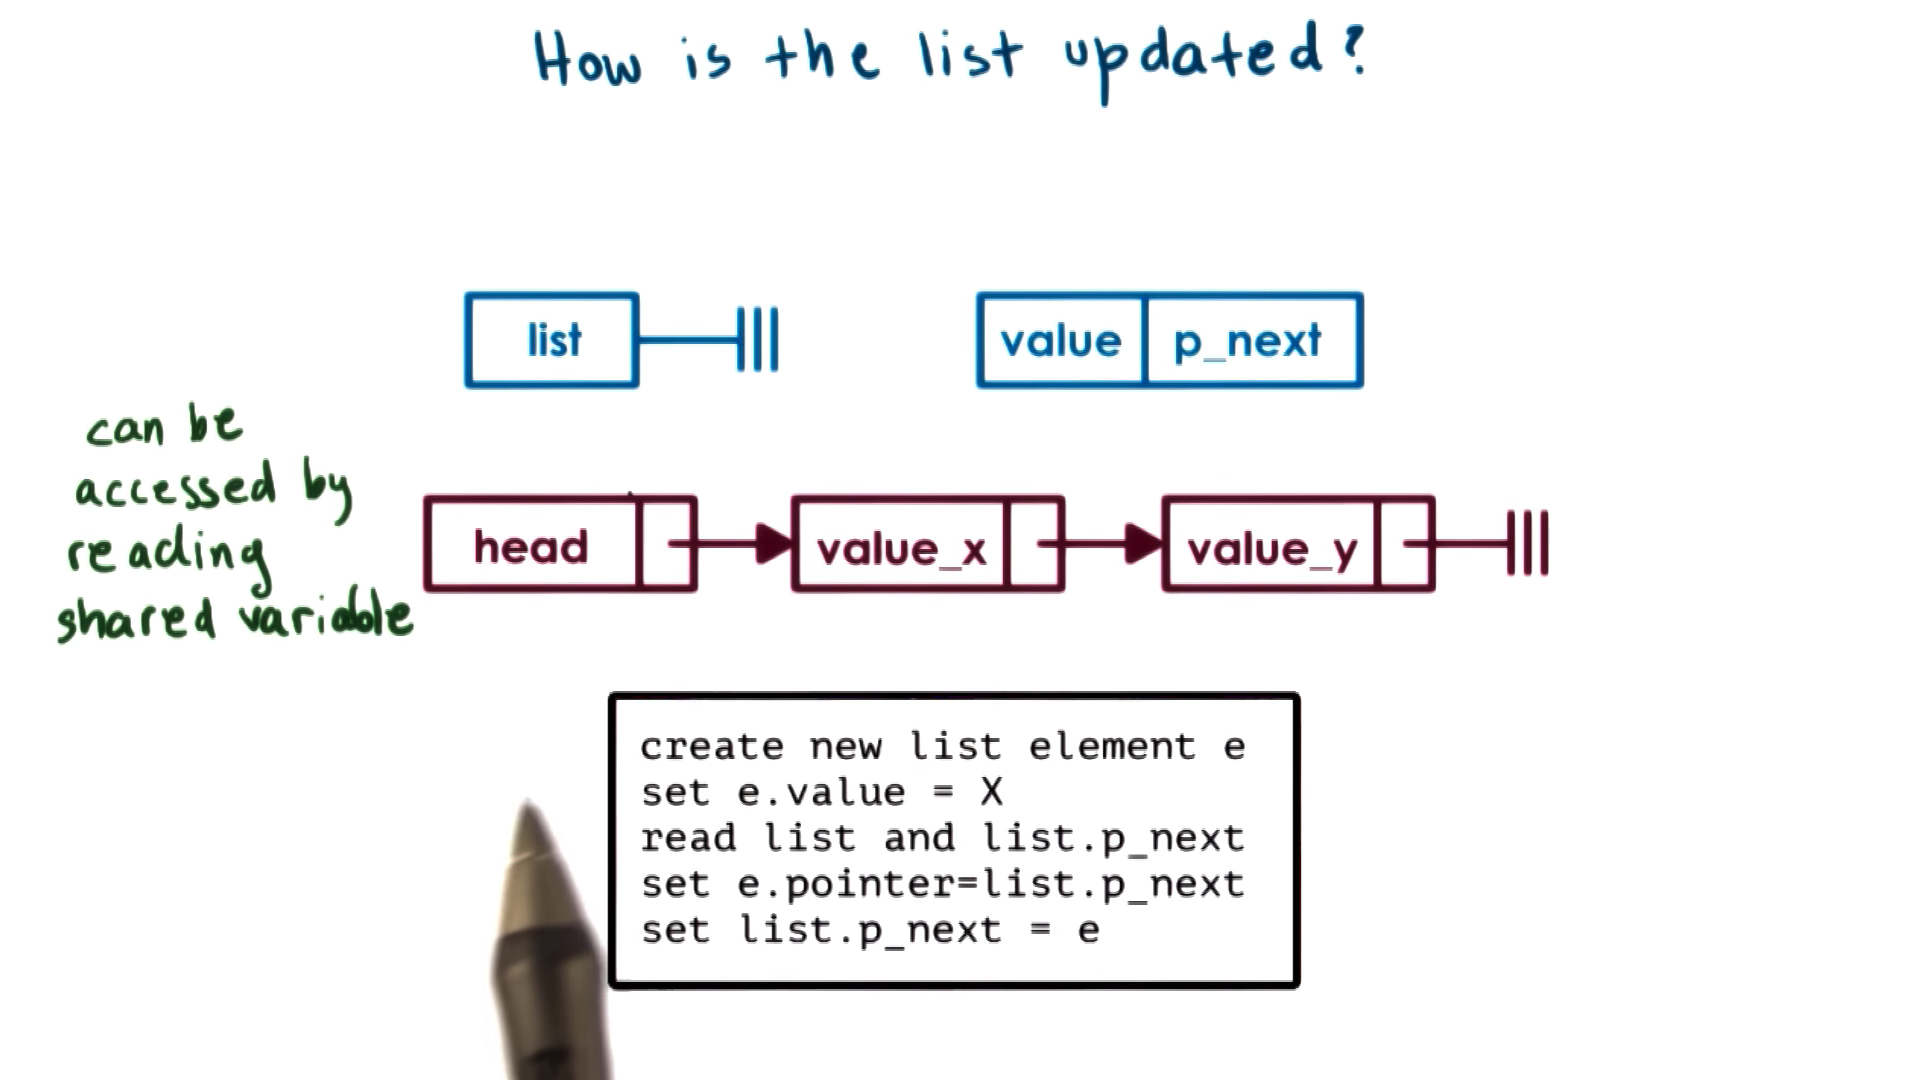 How is the list updated?
list
value p_next
can be
accessed by
reading
shared variable
head value_x value_y
create new list element e
set e.value = X
read list and list.p_next
set e.pointer=list.p_next
set list.p_next = e